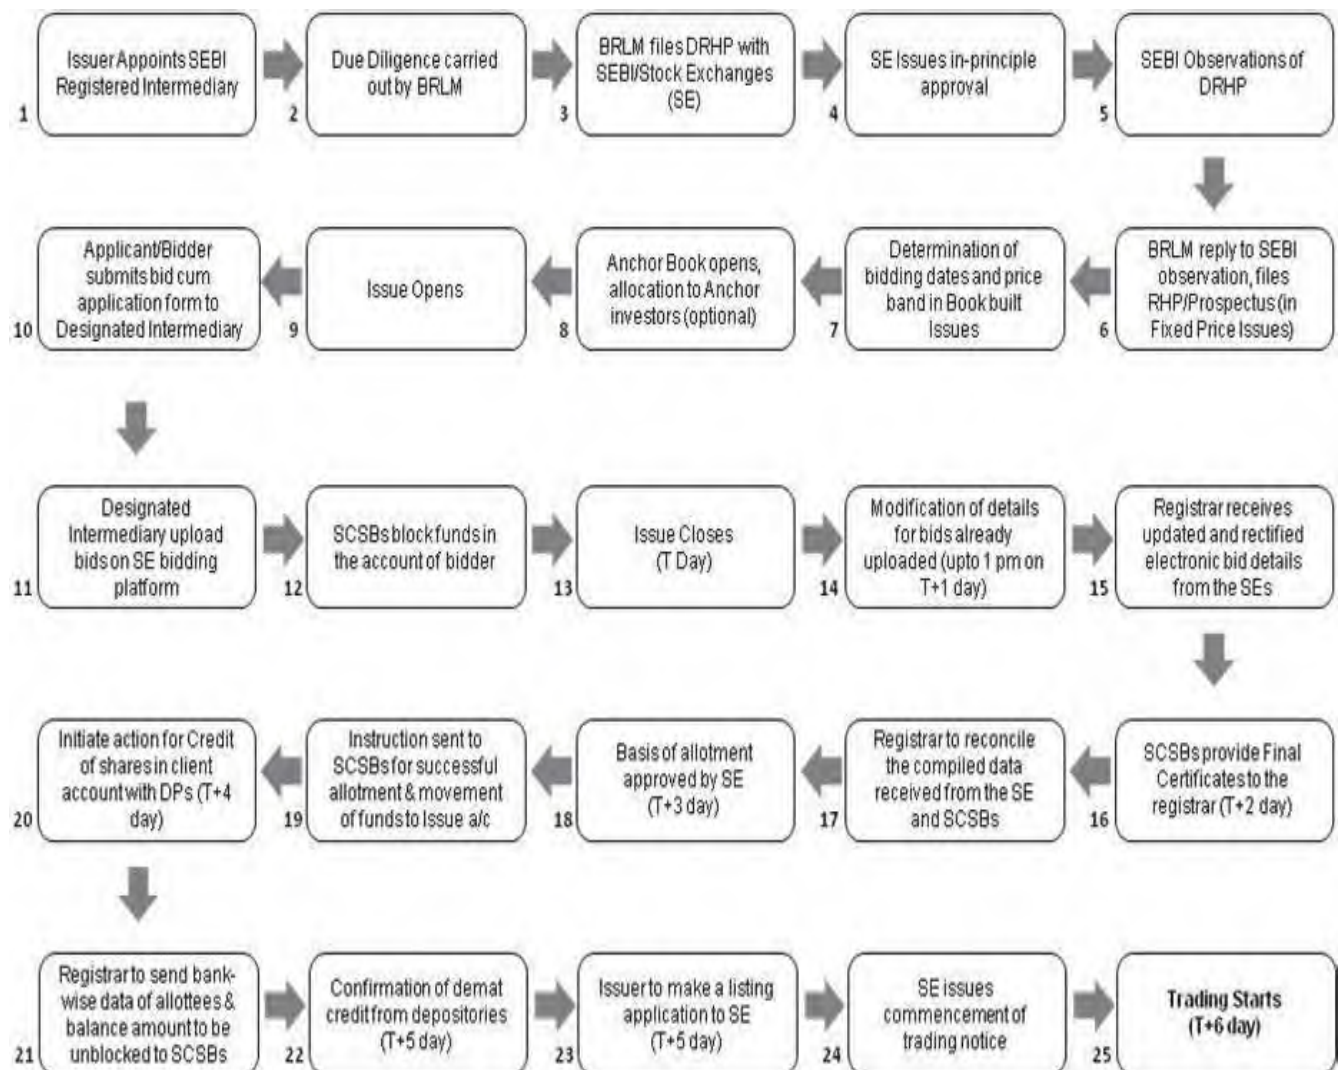 Issuer Appoints SEBI
Registered Intermediary
1
Due Diligence carried
out by BRLM
2
BRLM files DRHP with
SEBI/Stock Exchanges
(SE)
3
SE Issues in-principle
approval
4
SEBI Observations of
DRHP
5
BRLM reply to SEBI
observation, files
RHP/Prospectus (in
Fixed Price Issues)
6
Determination of
bidding dates and price
band in Book built
Issues
7
Anchor Book opens,
allocation to Anchor
investors (optional)
8
Issue Opens
9
Applicant/Bidder
submits bid cum
application form to
Designated Intermediary
10
Designated
Intermediary upload
bids on SE bidding
platform
11
SCSBs block funds in
the account of bidder
12
Issue Closes
(T Day)
13
Modification of details
for bids already
uploaded (upto 1 pm on
T+1 day)
14
Registrar receives
updated and rectified
electronic bid details
from the SEs
15
SCSBs provide Final
Certificates to the
registrar (T+2 day)
16
Registrar to reconcile
the compiled data
received from the SE
and SCSBs
17
Basis of allotment
approved by SE
(T+3 day)
18
Instruction sent to
SCSBs for successful
allotment & movement
of funds to Issue a/c
19
Initiate action for Credit
of shares in client
account with DPs (T+4
day)
20
Registrar to send bank-
wise data of allottees &
balance amount to be
unblocked to SCSBs
21
Confirmation of demat
credit from depositories
(T+5 day)
22
Issuer to make a listing
application to SE
(T+5 day)
23
SE issues
commencement of
trading notice
24
Trading Starts
(T+6 day)
25